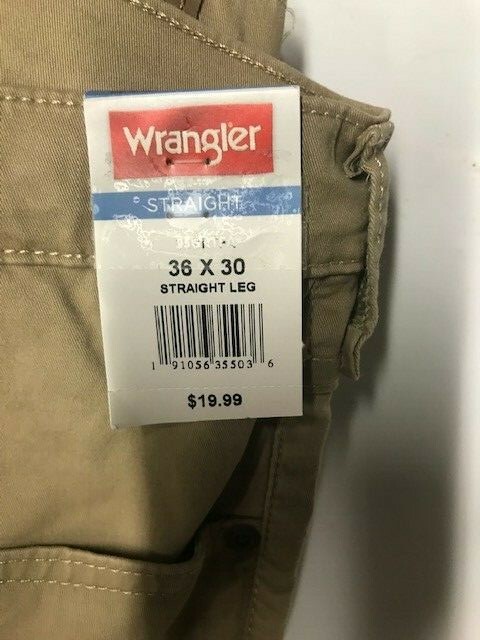 Wrangler
STRAIGHT
36 X 30
STRAIGHT LEG
1 91056 35503 6
$19.99